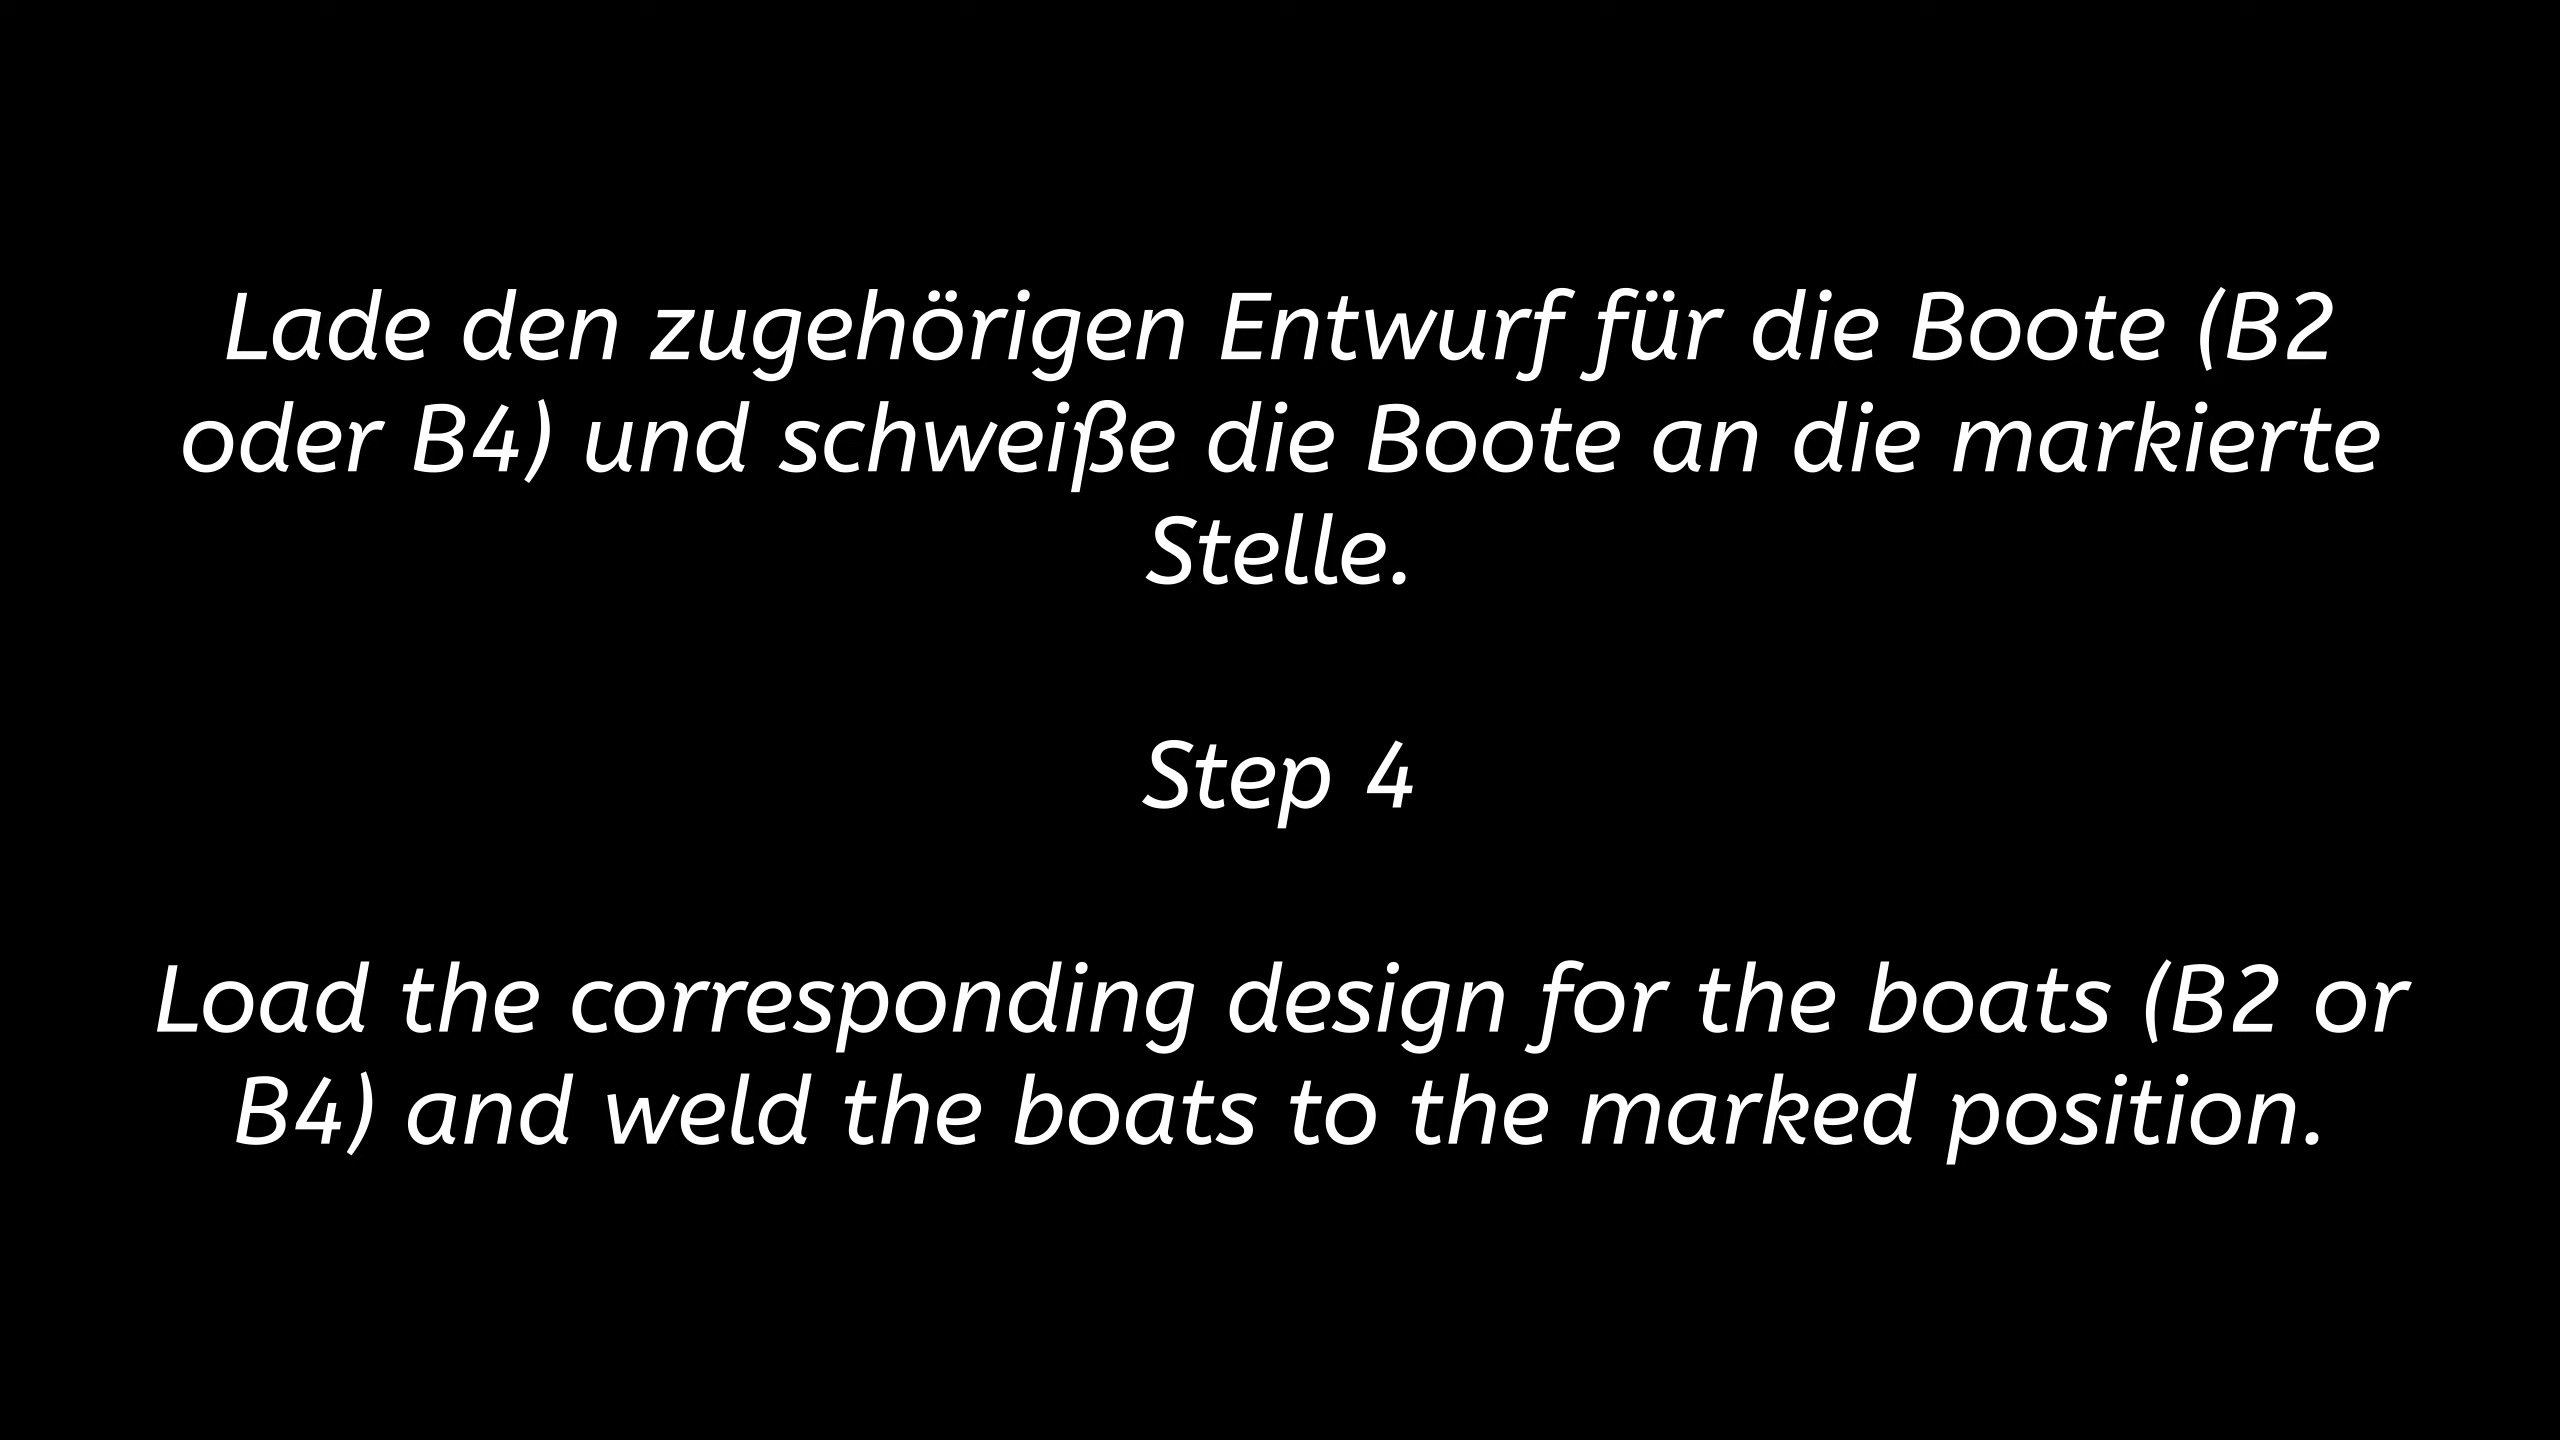 Lade den zugehörigen Entwurf für die Boote (B2
oder B4) und schweiße die Boote an die markierte
Stelle.
Step 4
Load the corresponding design for the boats (B2 or
B4) and weld the boats to the marked position.